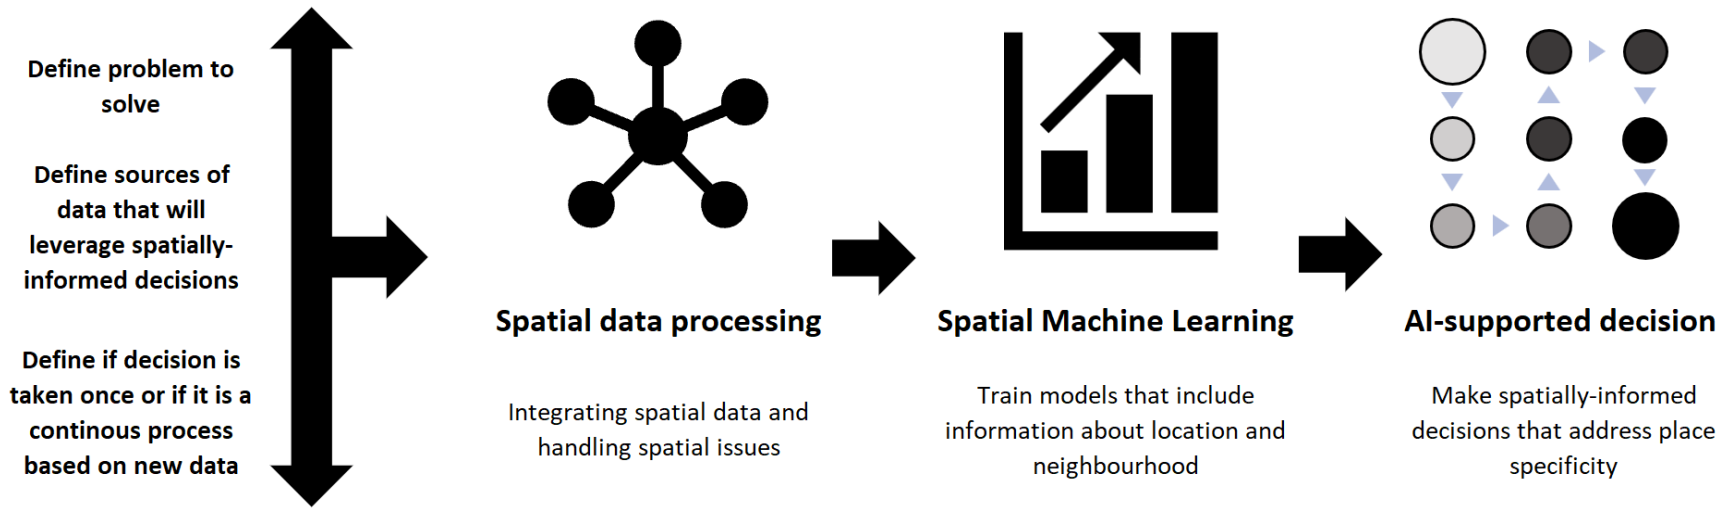 Define problem to
solve
Define sources of
data that will
leverage spatially-
informed decisions
Define if decision is
taken once or if it is a
continous process
based on new data
Spatial data processing
Integrating spatial data and
handling spatial issues
Spatial Machine Learning
Train models that include
information about location and
neighbourhood
AI-supported decision
Make spatially-informed
decisions that address place
specificity